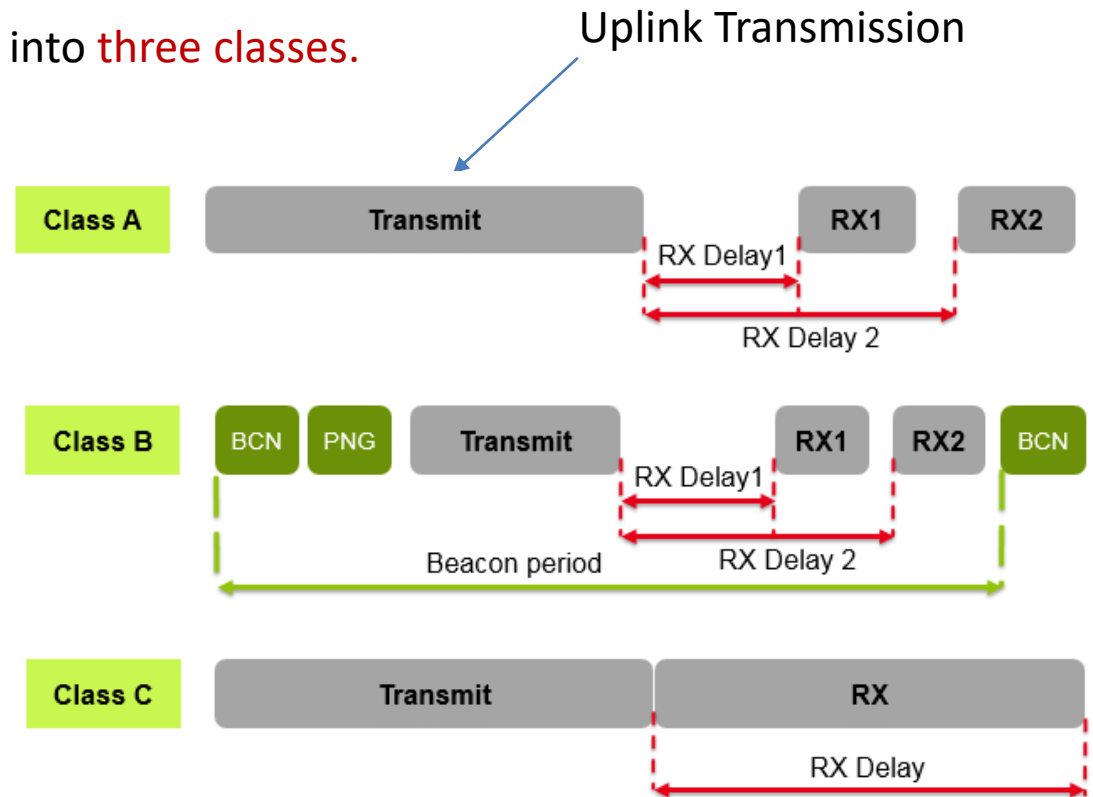 into three classes.
Uplink Transmission
Class A
Transmit
RX1
RX2
RX Delay1
RX Delay 2
Class B
BCN
PNG
Transmit
RX1
RX2
BCN
RX Delay1
RX Delay 2
Beacon period
Class C
Transmit
RX
RX Delay